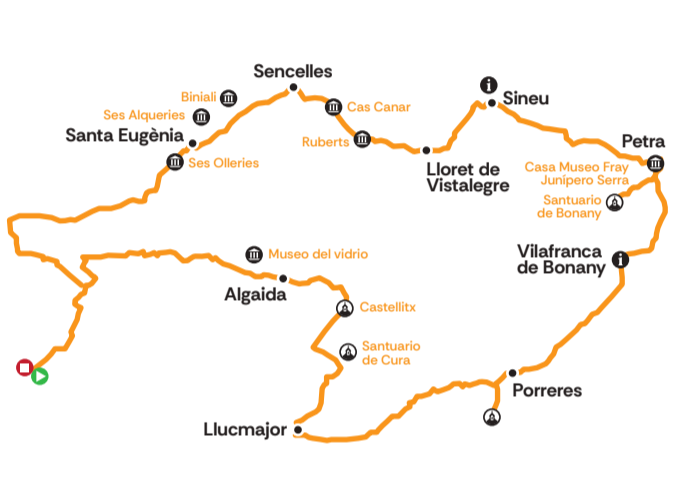 Sencelles
Biniali
Cas Canar
Sineu
Ses Alqueries
Santa Eugènia
Ruberts
Petra
Ses Olleries
Lloret de
Vistalegre
Casa Museo Fray
Junípero Serra
Santuario
de Bonany
Vilafranca
de Bonany
Museo del vidrio
Algaida
Castellitx
Santuario
de Cura
Porreres
Llucmajor